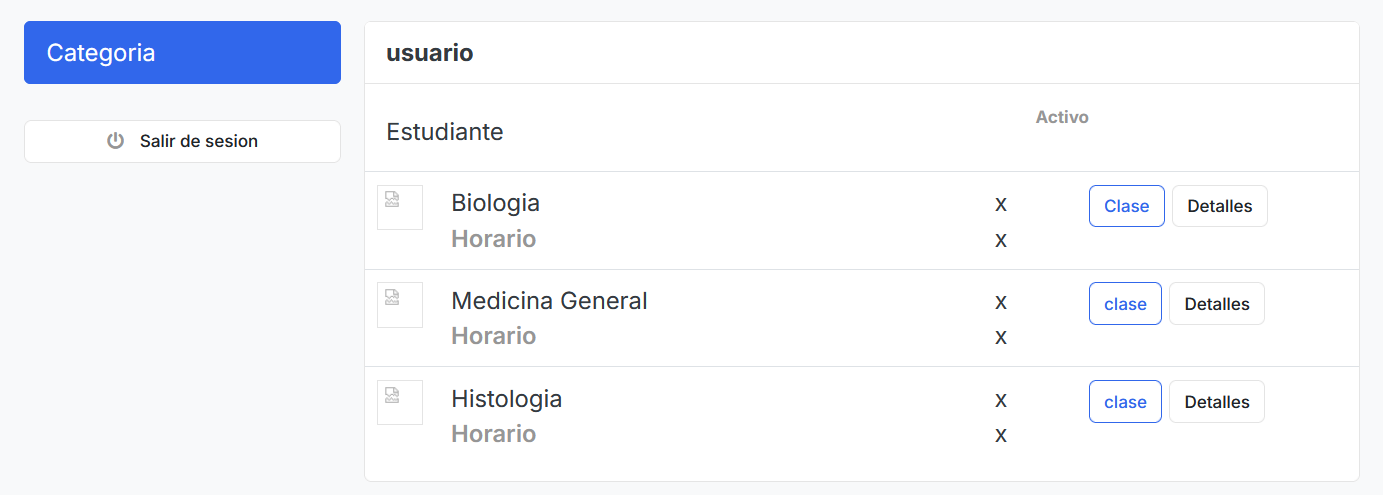 Categoria
Salir de sesion
usuario
Estudiante Activo
Biologia x Clase Detalles
Horario x
Medicina General x clase Detalles
Horario x
Histologia x clase Detalles
Horario x